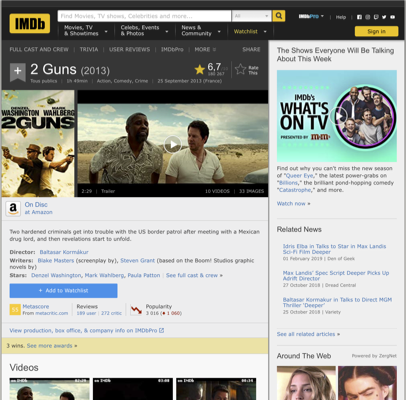 IMDb
Find Movies, TV shows, Celebrities and more...
All
Movies, TV & Showtimes
Celebs, Events & Photos
News & Community
Watchlist
IMDbPro
Help
Sign in
FULL CAST AND CREW | TRIVIA | USER REVIEWS | IMDbPro | MORE
SHARE
2 Guns (2013)
6,7
Rate This
Tous publics | 1h 49min | Action, Comedy, Crime | 25 September 2013 (France)
DENZEL WASHINGTON
MARK WAHLBERG
2GUNS
2:29 | Trailer
10 VIDEOS | 33 IMAGES
On Disc
at Amazon
Two hardened criminals get into trouble with the US border patrol after meeting with a Mexican drug lord, and then revelations start to unfold.
Director: Baltasar Kormákur
Writers: Blake Masters (screenplay by), Steven Grant (based on the Boom! Studios graphic novels by)
Stars: Denzel Washington, Mark Wahlberg, Paula Patton | See full cast & crew »
+ Add to Watchlist
Metascore
From metacritic.com
Reviews
189 user | 272 critic
Popularity
View production, box office, & company info on IMDbPro
3 wins. See more awards »
Videos
The Shows Everyone Will Be Talking About This Week
IMDb's
WHAT'S ON TV
PRESENTED BY m&m's
Find out why you can't miss the new season of "Queer Eye," the latest power-grabs on "Billions," the brilliant pond-hopping comedy "Catastrophe," and more.
Watch now »
Related News
Idris Elba in Talks to Star in Max Landis Sci-Fi Film Deeper
01 February 2019 | Den of Geek
Max Landis' Spec Script Deeper Picks Up Adrift Director
27 October 2018 | Dread Central
Baltasar Kormakur in Talks to Direct MGM Thriller 'Deeper'
25 October 2018 | Variety
See all related articles »
Around The Web
Powered by ZergNet